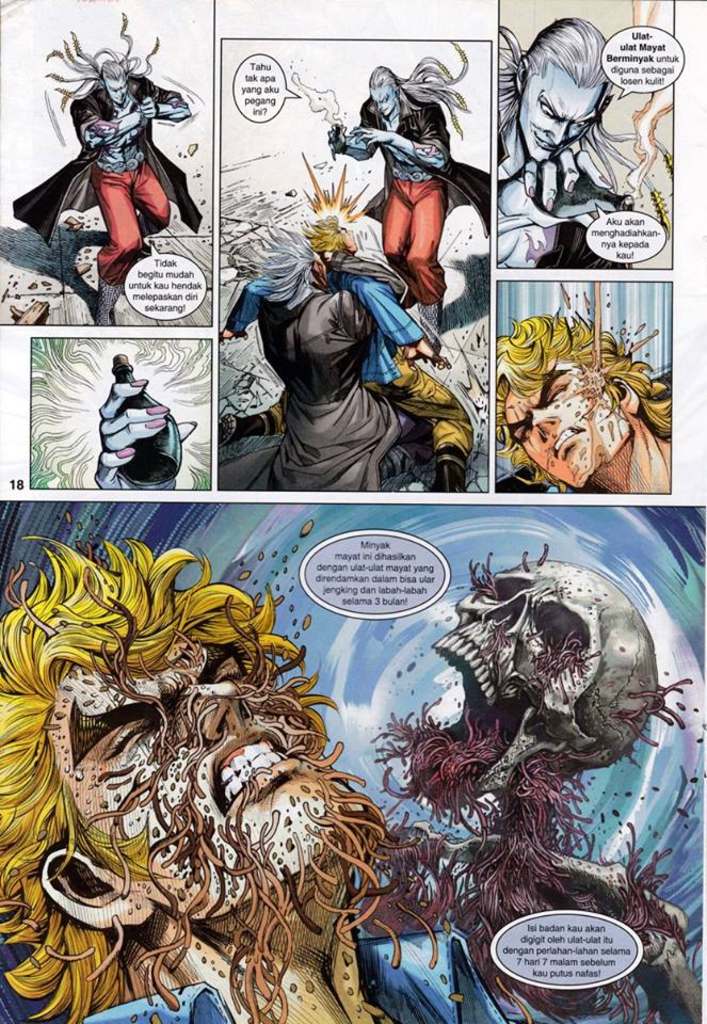 Tidak
begitu mudah
untuk kau hendak
melepaskan diri
sekarang!
Tahu
tak apa
yang aku
pegang
ini?
Ulat-
ulat Mayat
Berminyak untuk
diguna sebagai
losen kulit!
Aku akan
menghadiahkan-
nya kepada
kau!
18
Minyak
mayat ini dihasilkan
dengan ulat-ulat mayat yang
direndamkan dalam bisa ular
jengking dan labah-labah
selama 3 bulan!
Isi badan kau akan
digigit oleh ulat-ulat itu
dengan perlahan-lahan selama
7 hari 7 malam sebelum
kau putus nafas!